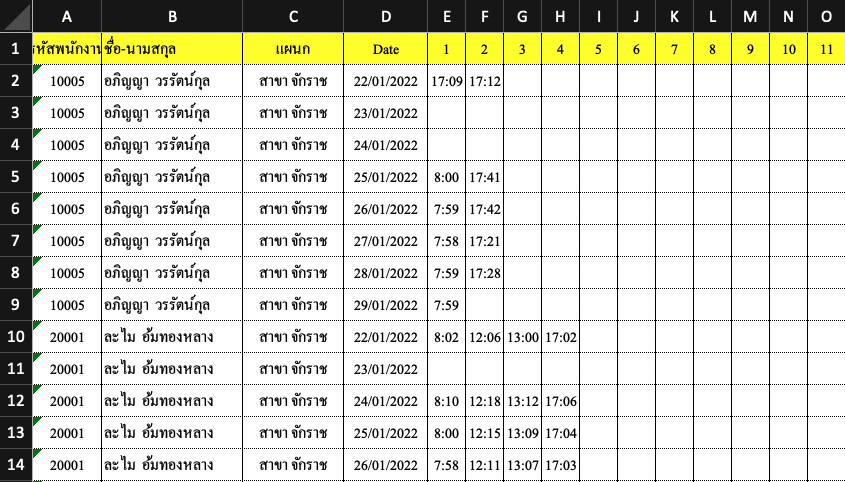 A B C D E F G H I J K L M N O
1 รหัสพนักงาน ชื่อ-นามสกุล แผนก Date 1 2 3 4 5 6 7 8 9 10 11
2 10005 อภิญญา วรรัตน์กุล สาขา จักราช 22/01/2022 17:09 17:12
3 10005 อภิญญา วรรัตน์กุล สาขา จักราช 23/01/2022
4 10005 อภิญญา วรรัตน์กุล สาขา จักราช 24/01/2022
5 10005 อภิญญา วรรัตน์กุล สาขา จักราช 25/01/2022 8:00 17:41
6 10005 อภิญญา วรรัตน์กุล สาขา จักราช 26/01/2022 7:59 17:42
7 10005 อภิญญา วรรัตน์กุล สาขา จักราช 27/01/2022 7:58 17:21
8 10005 อภิญญา วรรัตน์กุล สาขา จักราช 28/01/2022 7:59 17:28
9 10005 อภิญญา วรรัตน์กุล สาขา จักราช 29/01/2022 7:59
10 20001 ละไม อ้มทองหลาง สาขา จักราช 22/01/2022 8:02 12:06 13:00 17:02
11 20001 ละไม อ้มทองหลาง สาขา จักราช 23/01/2022
12 20001 ละไม อ้มทองหลาง สาขา จักราช 24/01/2022 8:10 12:18 13:12 17:06
13 20001 ละไม อ้มทองหลาง สาขา จักราช 25/01/2022 8:00 12:15 13:09 17:04
14 20001 ละไม อ้มทองหลาง สาขา จักราช 26/01/2022 7:58 12:11 13:07 17:03